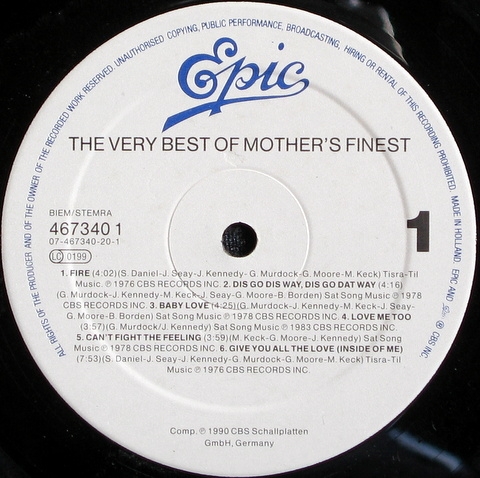 ALL RIGHTS OF THE PRODUCER AND OF THE OWNER OF THE RECORDED WORK RESERVED. UNAUTHORISED COPYING, PUBLIC PERFORMANCE, BROADCASTING, HIRING OR RENTAL OF THIS RECORDING PROHIBITED. MADE IN HOLLAND. EPIC AND
® CBS INC.
Epic
THE VERY BEST OF MOTHER'S FINEST
BIEM/STEMRA
467340 1
07-467340-20-1
LC 0199
1
1. FIRE (4:02)(S. Daniel-J. Seay-J. Kennedy-G. Murdock-G. Moore-M. Keck) Tisra-Til
Music. ℗ 1976 CBS RECORDS INC. 2. DIS GO DIS WAY, DIS GO DAT WAY (4:16)
(G. Murdock-J. Kennedy-J. Seay-G. Moore-B. Borden) Sat Song Music ℗ 1978
CBS RECORDS INC. 3. BABY LOVE (4:25)(G. Murdock-J. Kennedy-J. Seay-
G. Moore-B. Borden) Sat Song Music ℗ 1978 CBS RECORDS INC. 4. LOVE ME TOO
(3:57)(G. Murdock/J. Kennedy) Sat Song Music ℗ 1983 CBS RECORDS INC.
5. CAN'T FIGHT THE FEELING (3:59)(M. Keck-G. Murdock-J. Kennedy) Sat Song
Music ℗ 1978 CBS RECORDS INC. 6. GIVE YOU ALL THE LOVE (INSIDE OF ME)
(7:53)(S. Daniel-J. Seay-J. Kennedy-G. Murdock-G. Moore-M. Keck) Tisra-Til
Music ℗ 1976 CBS RECORDS INC.
Comp. ℗ 1990 CBS Schallplatten
GmbH, Germany